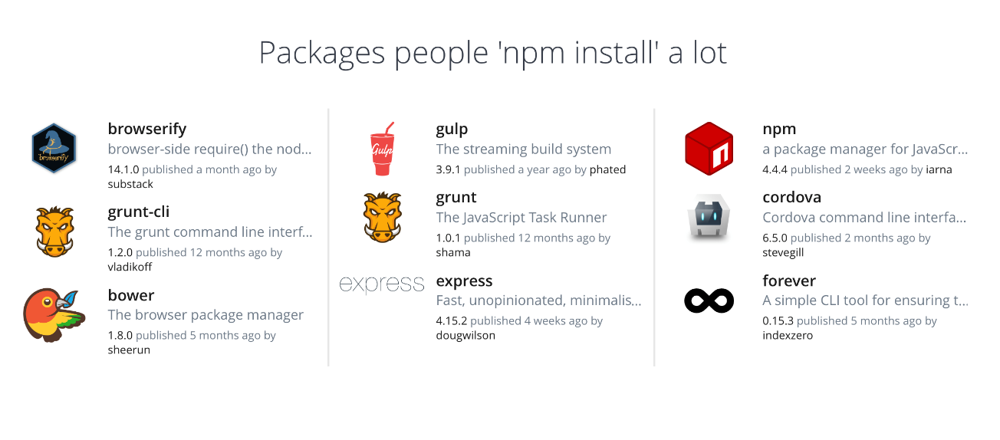 Packages people 'npm install' a lot
browserify
browserify
browser-side require() the nod...
14.1.0 published a month ago by
substack
grunt-cli
The grunt command line interf...
1.2.0 published 12 months ago by
vladikoff
bower
The browser package manager
1.8.0 published 5 months ago by
sheerun
Gulp
gulp
The streaming build system
3.9.1 published a year ago by phated
grunt
The JavaScript Task Runner
1.0.1 published 12 months ago by
shama
express
express
Fast, unopinionated, minimalis...
4.15.2 published 4 weeks ago by
dougwilson
n
npm
a package manager for JavaScr...
4.4.4 published 2 weeks ago by iarna
cordova
Cordova command line interfa...
6.5.0 published 2 months ago by
stevegill
forever
A simple CLI tool for ensuring t...
0.15.3 published 5 months ago by
indexzero